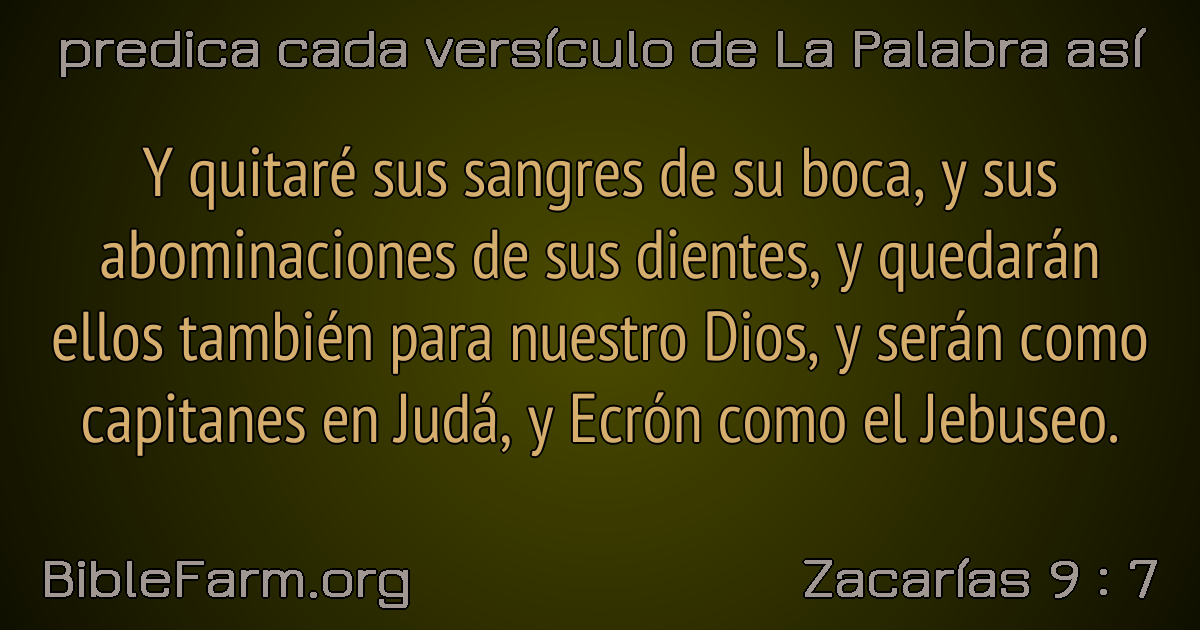 predica cada versículo de La Palabra así
Y quitaré sus sangres de su boca, y sus
abominaciones de sus dientes, y quedarán
ellos también para nuestro Dios, y serán como
capitanes en Judá, y Ecrón como el Jebuseo.
BibleFarm.org
Zacarías 9 : 7